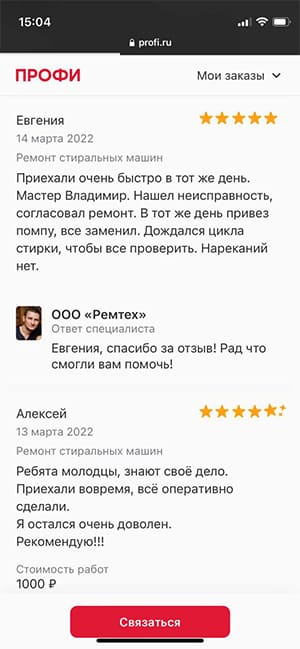 15:04
profi.ru
ПРОФИ
Мои заказы
Евгения
14 марта 2022
Ремонт стиральных машин
Приехали очень быстро в тот же день.
Мастер Владимир. Нашел неисправность,
согласовал ремонт. В тот же день привез
помпу, все заменил. Дождался цикла
стирки, чтобы все проверить. Нареканий
нет.
ООО «Ремтех»
Ответ специалиста
Евгения, спасибо за отзыв! Рад что
смогли вам помочь!
Алексей
13 марта 2022
Ремонт стиральных машин
Ребята молодцы, знают своё дело.
Приехали вовремя, всё оперативно
сделали.
Я остался очень доволен.
Рекомендую!!!
Стоимость работ
1000 ₽
Связаться